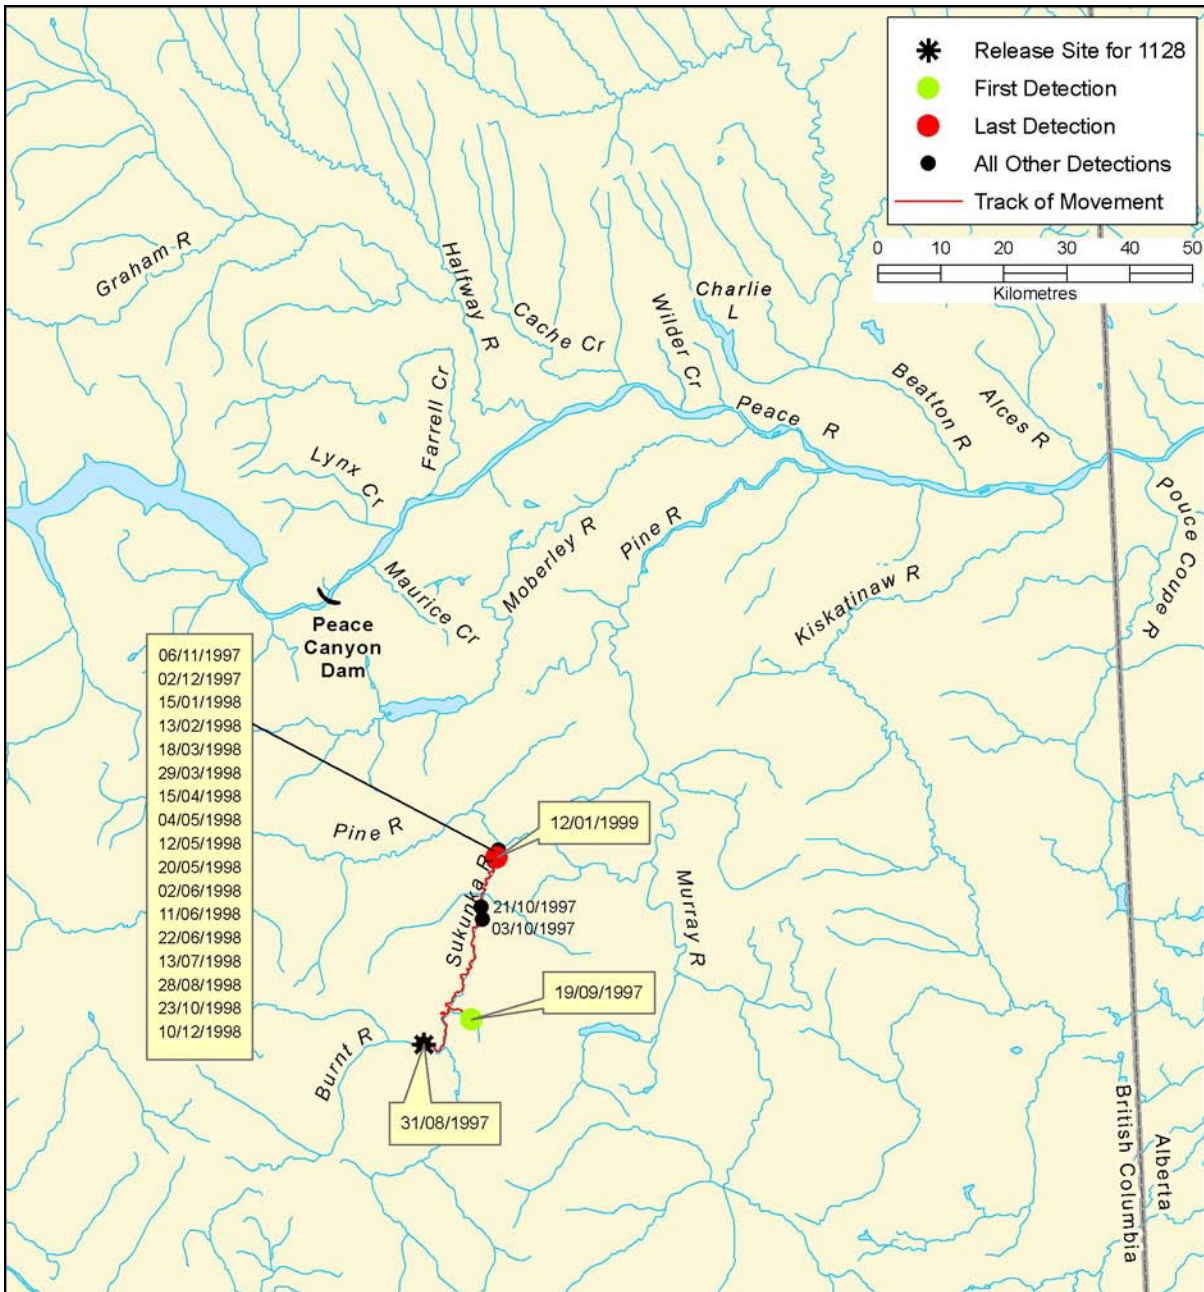 Release Site for 1128
First Detection
Last Detection
All Other Detections
Track of Movement
0 10 20 30 40 50
Kilometres
Graham R
Halfway R
Cache Cr
Wilder Cr
Charlie
L
Farrell Cr
Lynx Cr
Peace R
Beatton R
Alces R
Pouce Coupe R
Maurice Cr
Moberley R
Pine R
Kiskatinaw R
Peace
Canyon
Dam
06/11/1997
02/12/1997
15/01/1998
13/02/1998
18/03/1998
29/03/1998
15/04/1998
04/05/1998
12/05/1998
20/05/1998
02/06/1998
11/06/1998
22/06/1998
13/07/1998
28/08/1998
23/10/1998
10/12/1998
Pine R
12/01/1999
Sukunka R
21/10/1997
03/10/1997
Murray R
19/09/1997
Burnt R
31/08/1997
British Columbia
Alberta